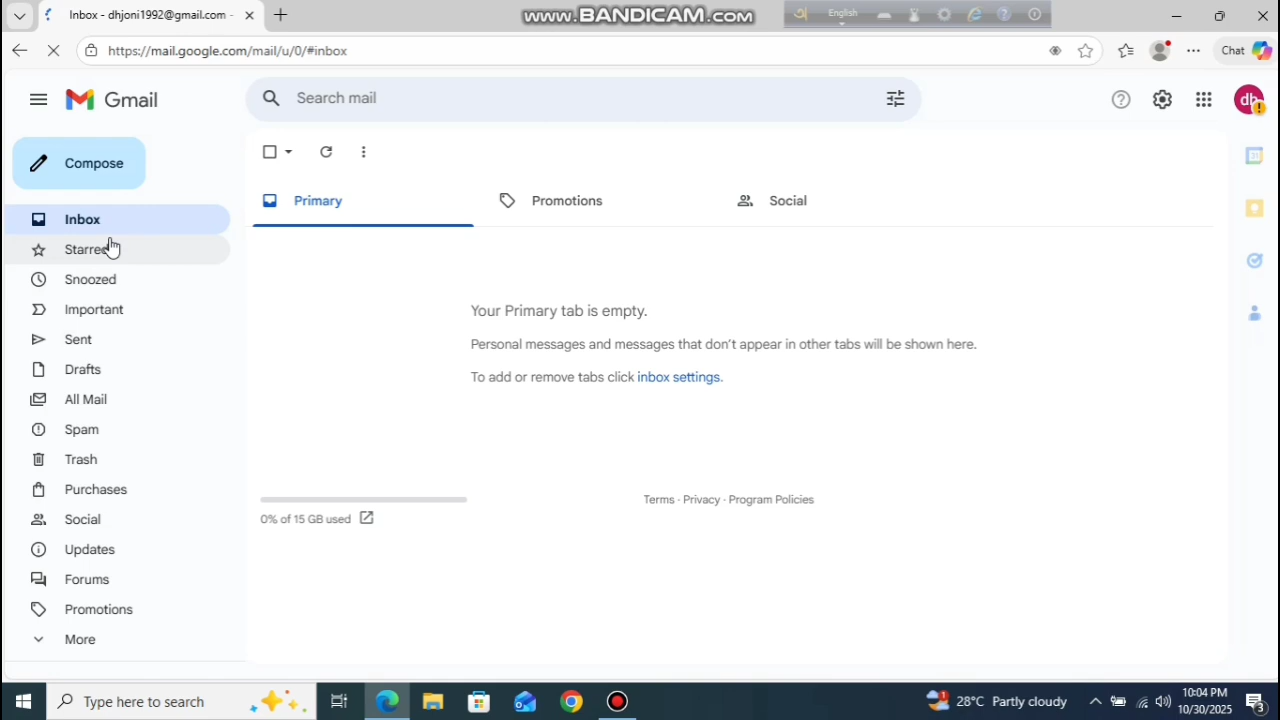 Inbox - dhjoni1992@gmail.com -
www.BANDICAM.com
English
https://mail.google.com/mail/u/0/#inbox
Chat
Gmail
Search mail
db
Compose
Primary
Promotions
Social
Inbox
Starred
Snoozed
Important
Sent
Drafts
All Mail
Spam
Trash
Purchases
Social
Updates
Forums
Promotions
More
Your Primary tab is empty.
Personal messages and messages that don't appear in other tabs will be shown here.
To add or remove tabs click inbox settings.
0% of 15 GB used
Terms · Privacy · Program Policies
31
Type here to search
1
28°C Partly cloudy
10:04 PM
10/30/2025
3